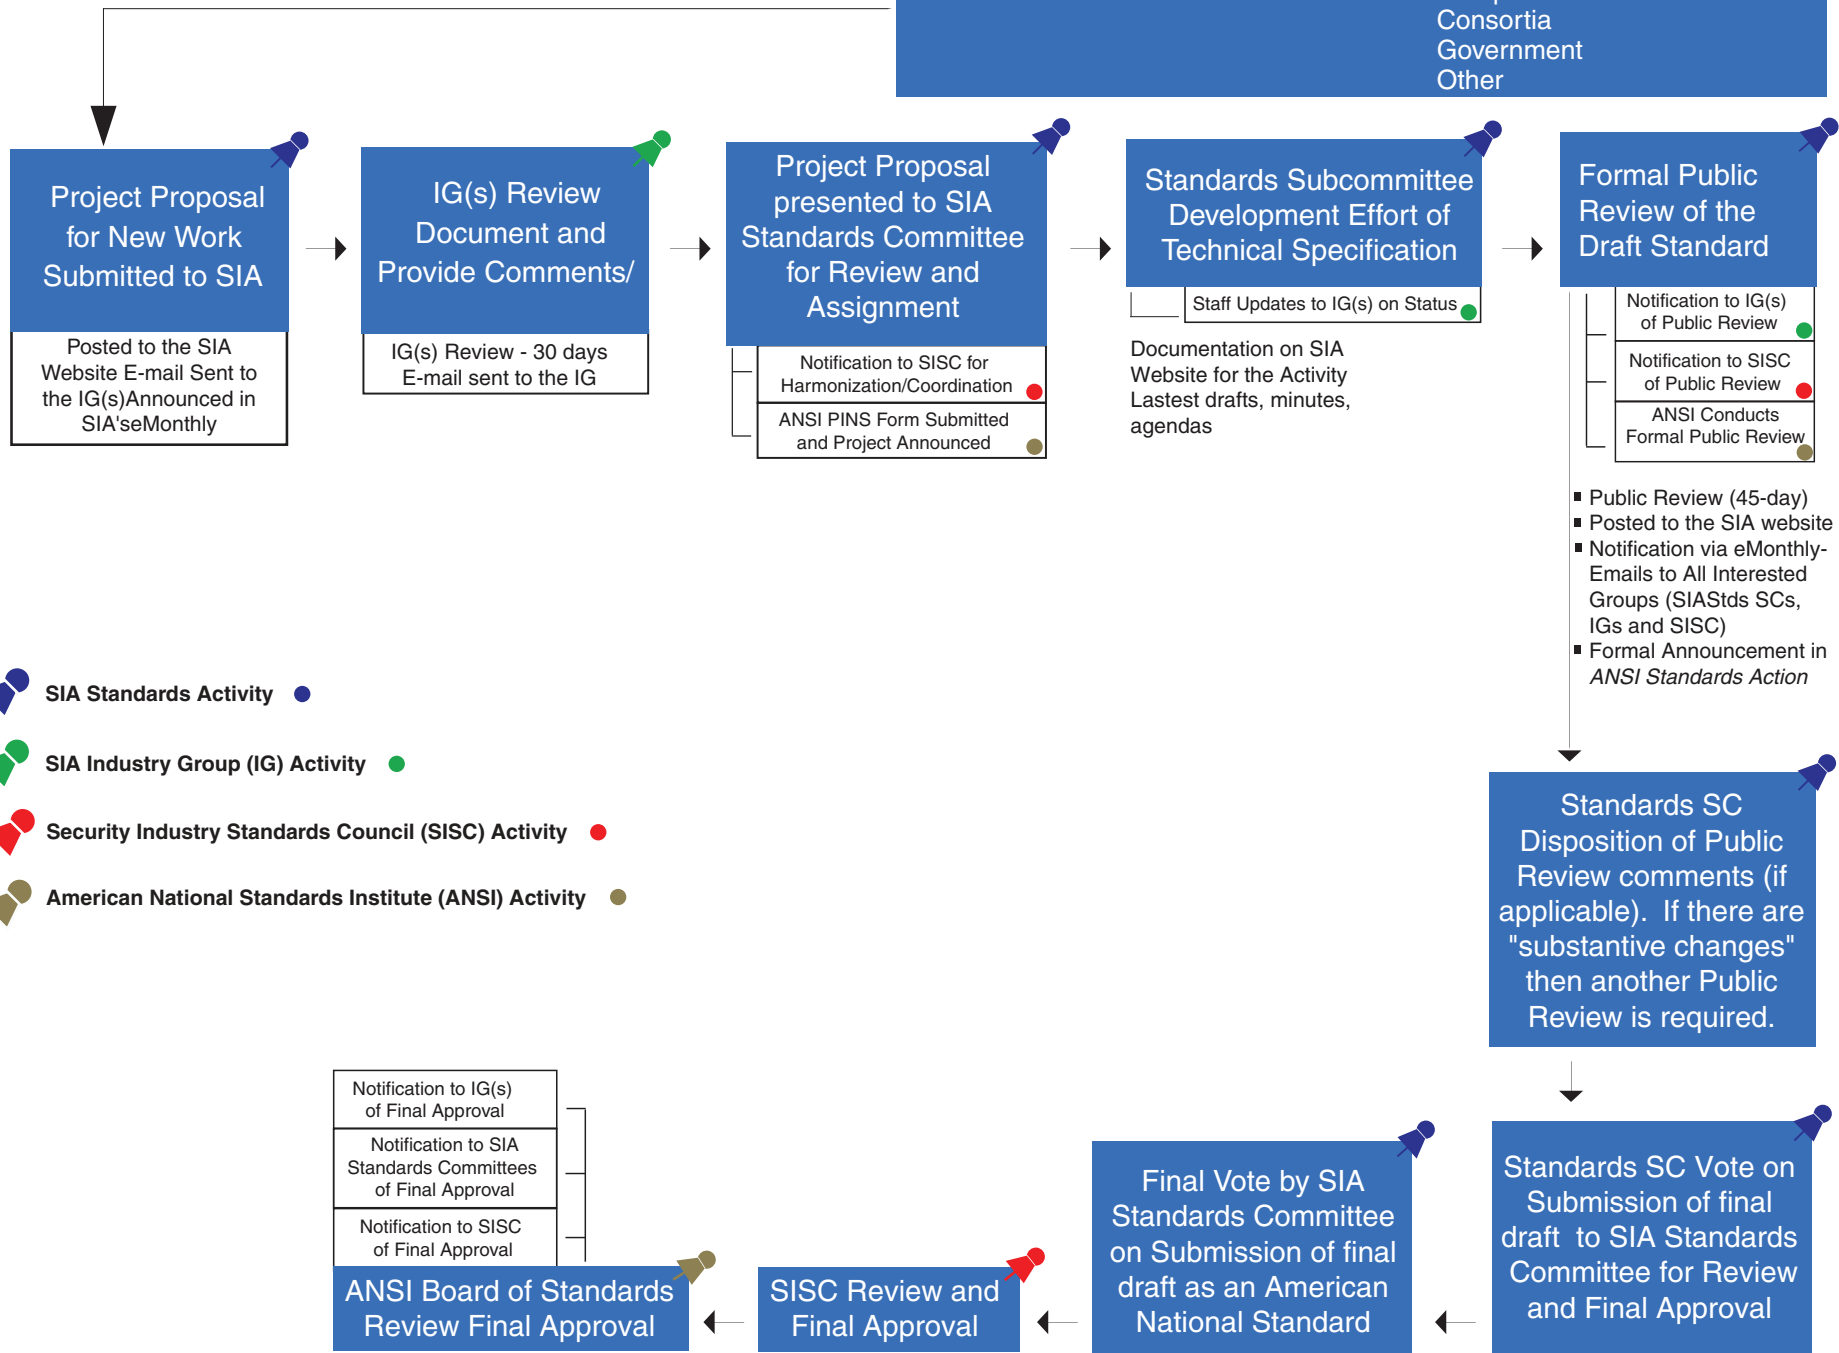 Consortia
Government
Other
Project Proposal
for New Work
Submitted to SIA
Posted to the SIA
Website E-mail Sent to
the IG(s)Announced in
SIA'seMonthly
IG(s) Review
Document and
Provide Comments/
IG(s) Review - 30 days
E-mail sent to the IG
Project Proposal
presented to SIA
Standards Committee
for Review and
Assignment
Notification to SISC for
Harmonization/Coordination
ANSI PINS Form Submitted
and Project Announced
Standards Subcommittee
Development Effort of
Technical Specification
Staff Updates to IG(s) on Status
Documentation on SIA
Website for the Activity
Lastest drafts, minutes,
agendas
Formal Public
Review of the
Draft Standard
Notification to IG(s)
of Public Review
Notification to SISC
of Public Review
ANSI Conducts
Formal Public Review
Public Review (45-day)
Posted to the SIA website
Notification via eMonthly-
Emails to All Interested
Groups (SIAStds SCs,
IGs and SISC)
Formal Announcement in
ANSI Standards Action
SIA Standards Activity
SIA Industry Group (IG) Activity
Security Industry Standards Council (SISC) Activity
American National Standards Institute (ANSI) Activity
Standards SC
Disposition of Public
Review comments (if
applicable). If there are
"substantive changes"
then another Public
Review is required.
Standards SC Vote on
Submission of final
draft to SIA Standards
Committee for Review
and Final Approval
Final Vote by SIA
Standards Committee
on Submission of final
draft as an American
National Standard
SISC Review and
Final Approval
Notification to IG(s)
of Final Approval
Notification to SIA
Standards Committees
of Final Approval
Notification to SISC
of Final Approval
ANSI Board of Standards
Review Final Approval